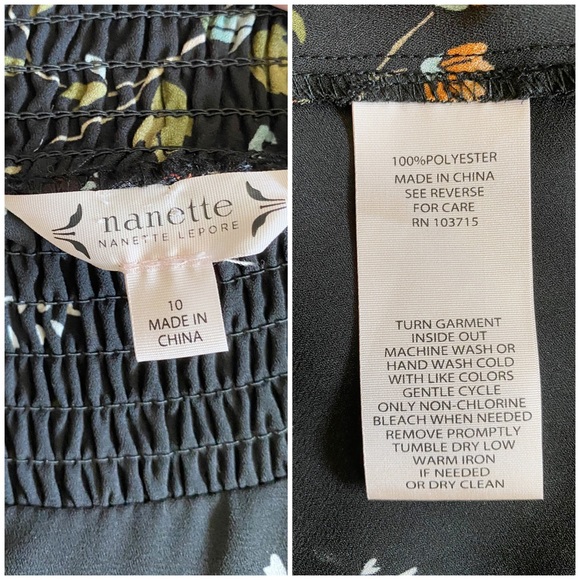 nanette
NANETTE LEPORE
10
MADE IN
CHINA
100%POLYESTER
MADE IN CHINA
SEE REVERSE
FOR CARE
RN 103715
TURN GARMENT
INSIDE OUT
MACHINE WASH OR
HAND WASH COLD
WITH LIKE COLORS
GENTLE CYCLE
ONLY NON-CHLORINE
BLEACH WHEN NEEDED
REMOVE PROMPTLY
TUMBLE DRY LOW
WARM IRON
IF NEEDED
OR DRY CLEAN